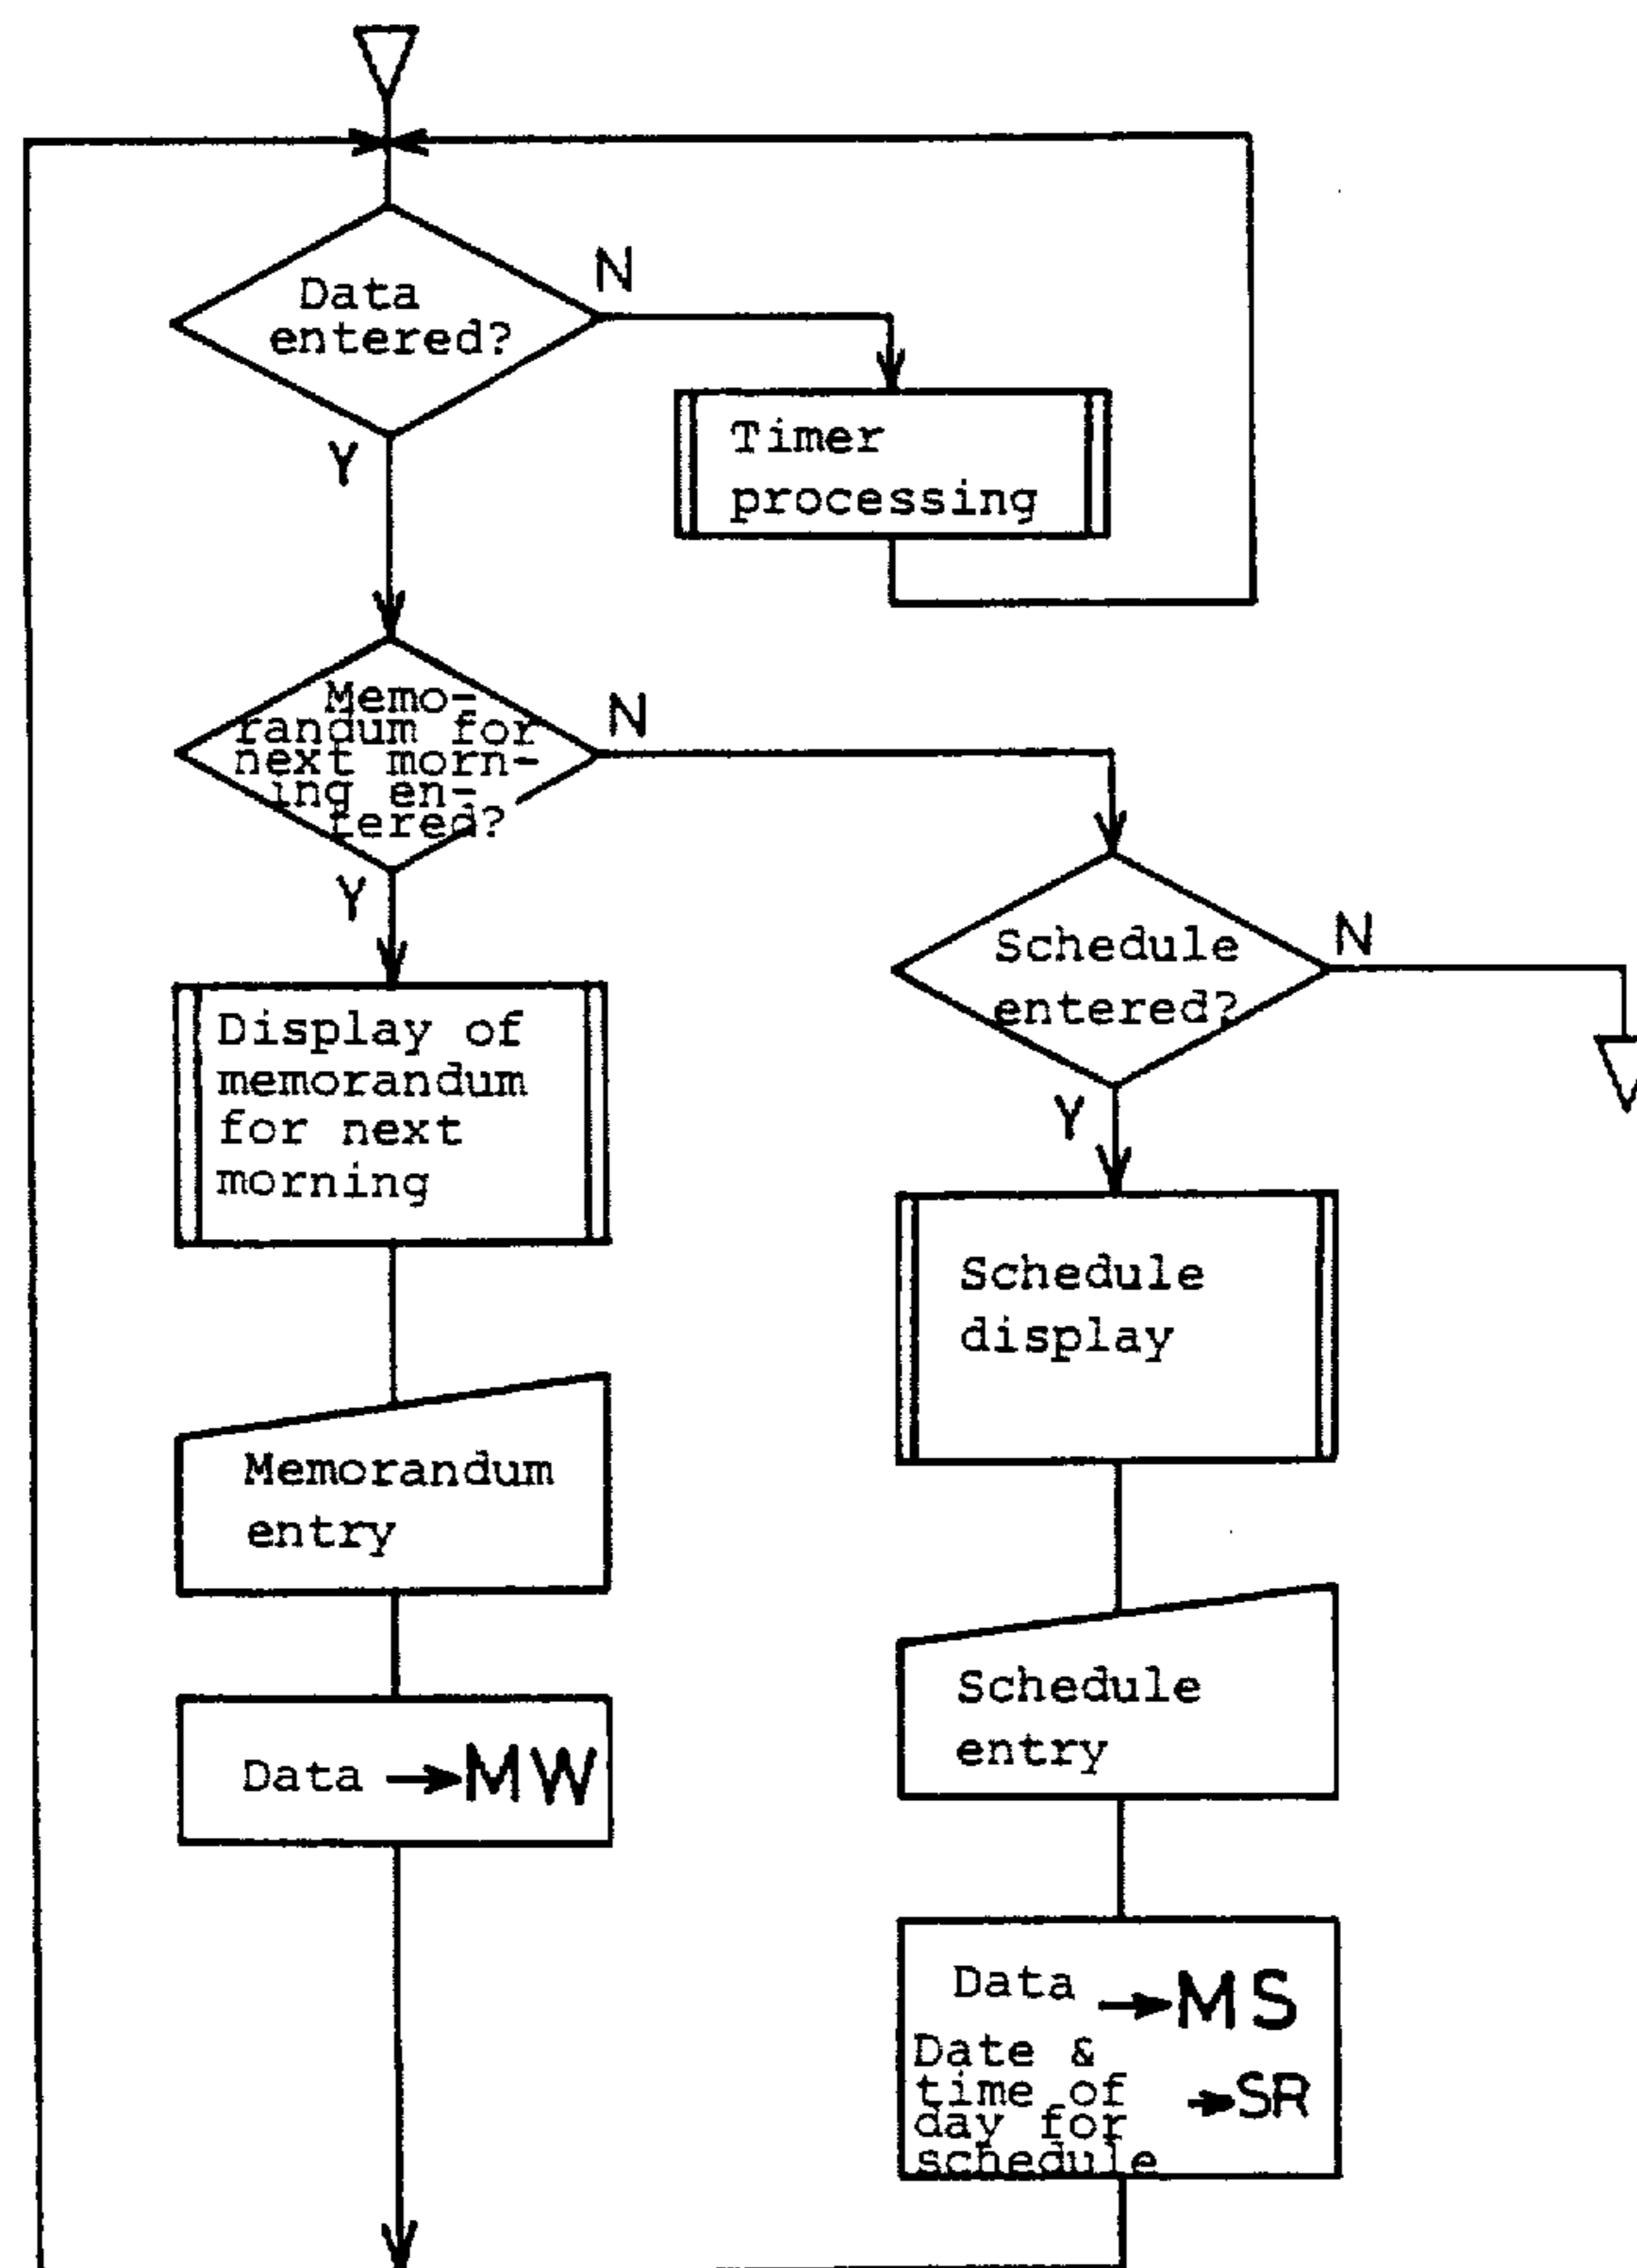 Data
entered?
N
Y
Timer
processing
Memo-
randum for
next morn-
ing en-
tered?
N
Y
Display of
memorandum
for next
morning
Memorandum
entry
Data → MW
Schedule
entered?
N
Y
Schedule
display
Schedule
entry
Data → MS
Date &
time of
day for → SR
schedule